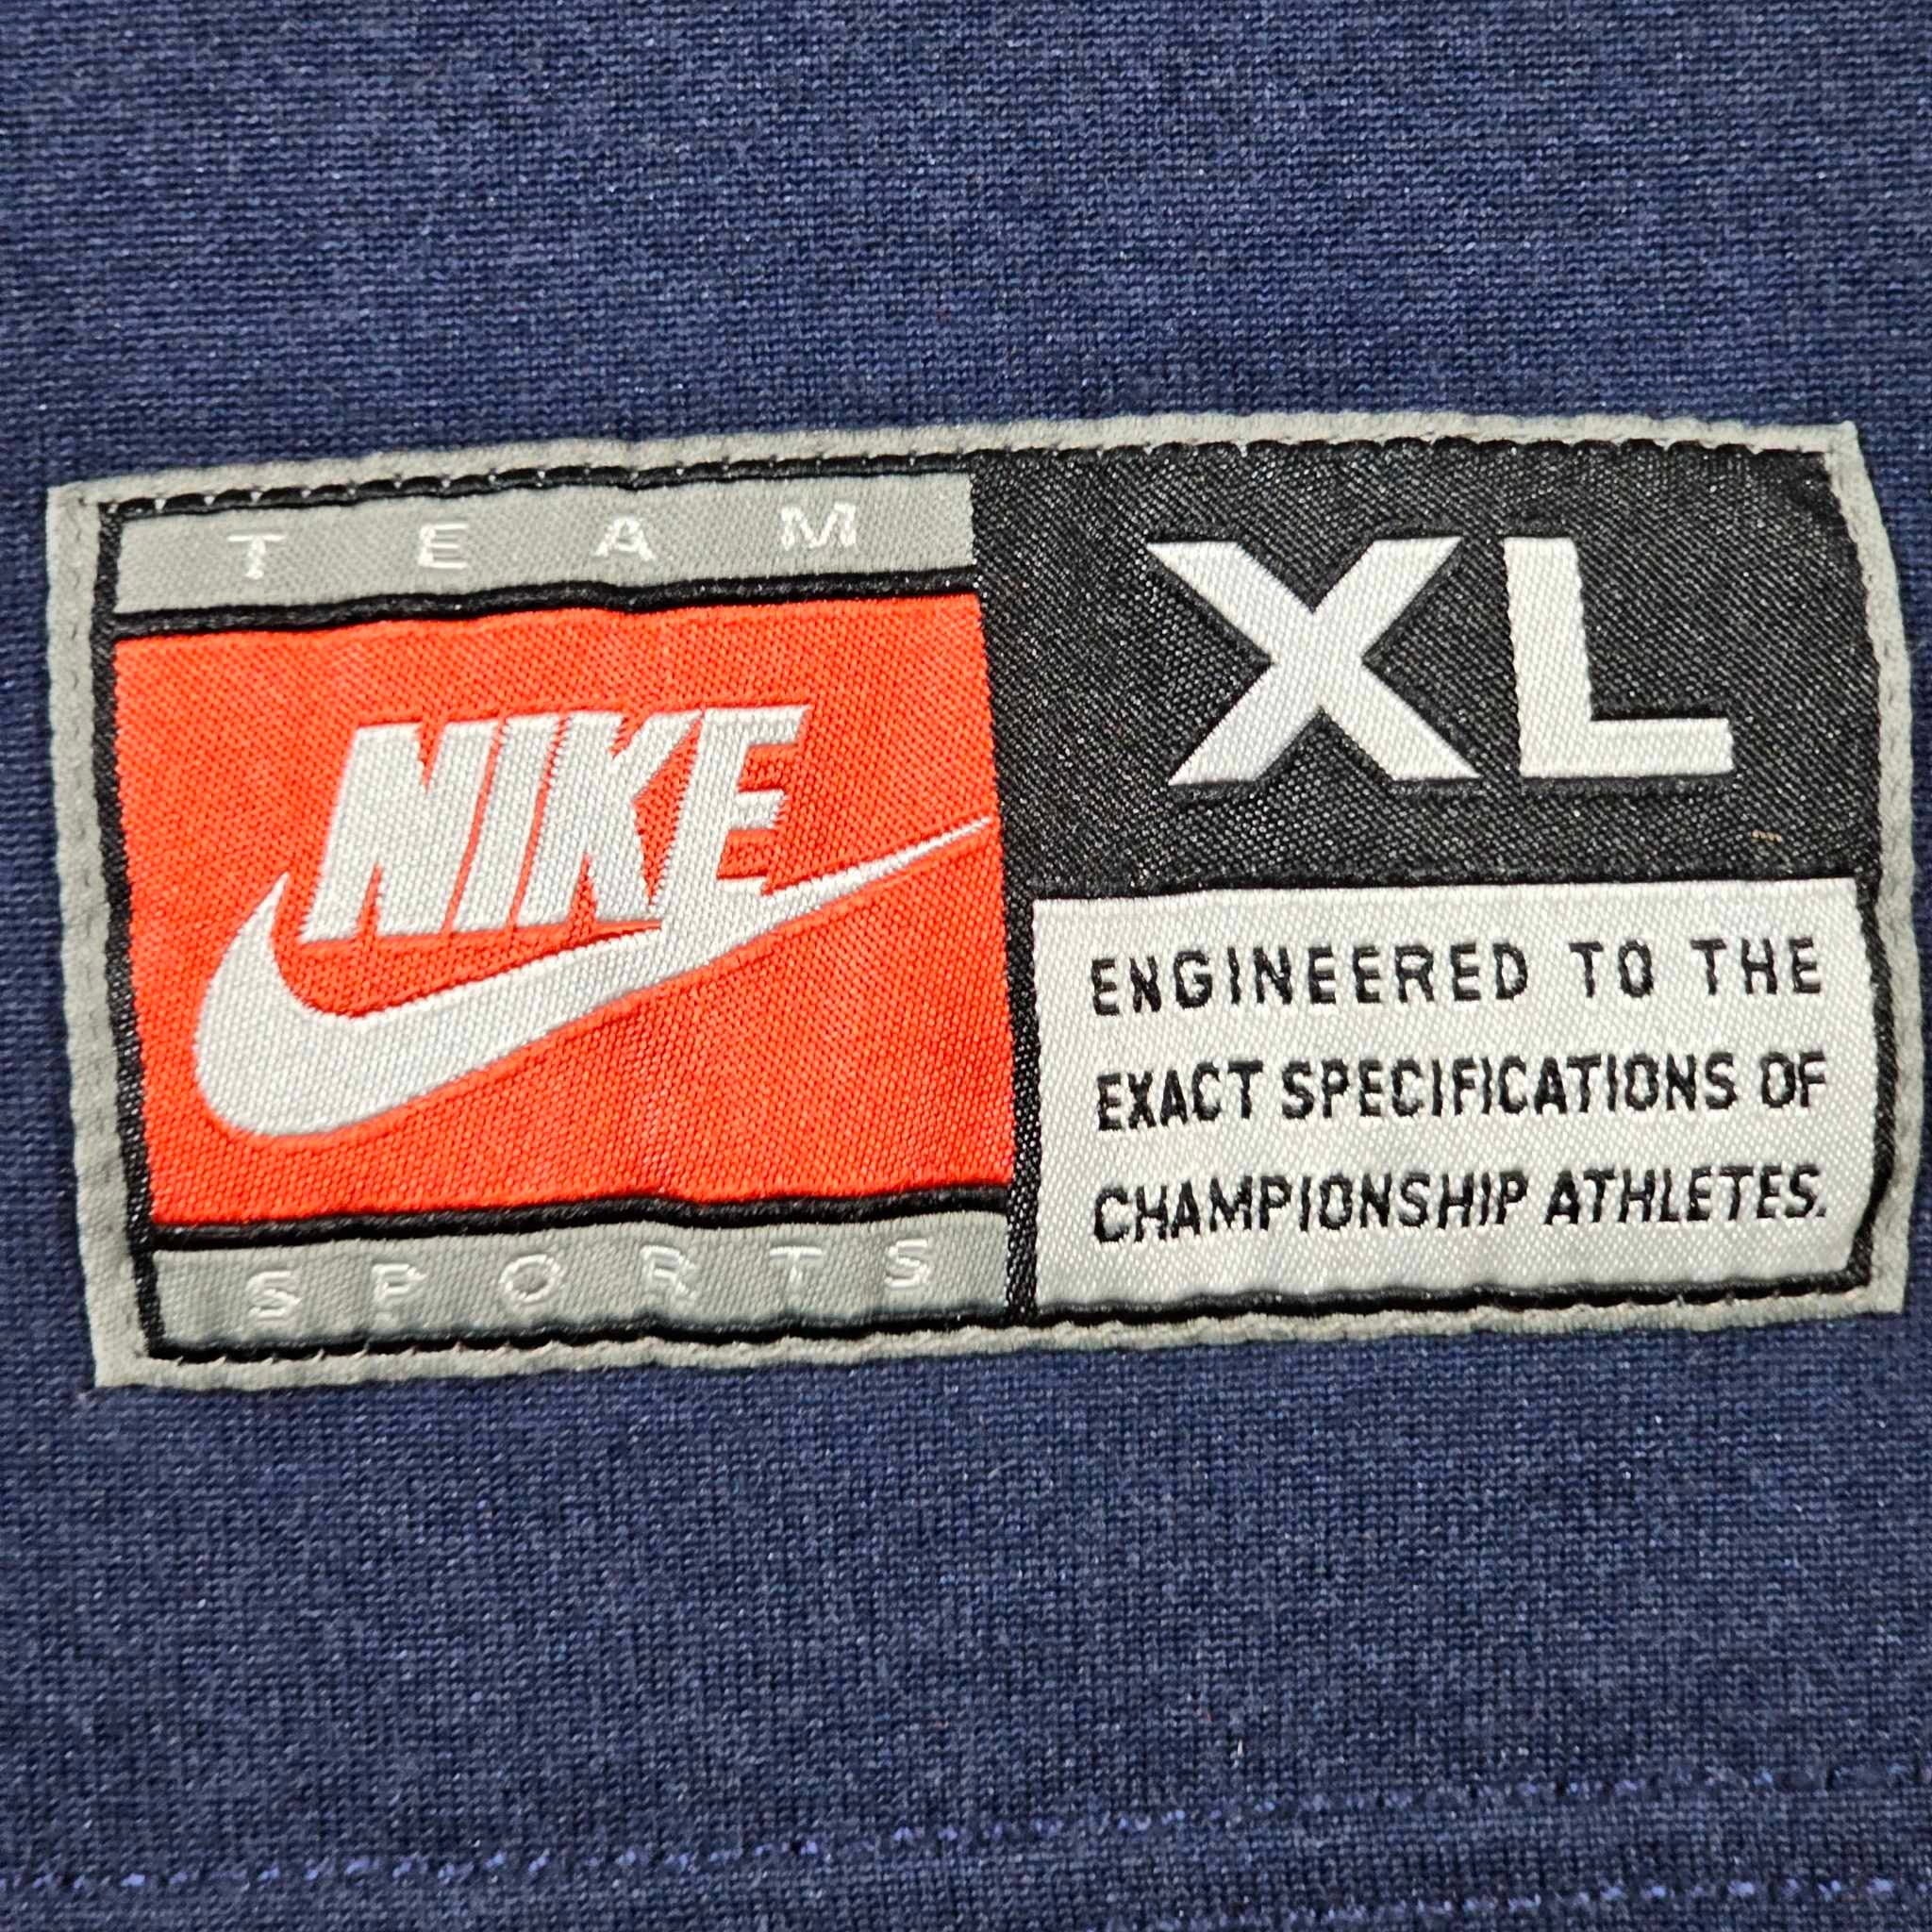 TEAM
NIKE
SPORTS
XL
ENGINEERED TO THE
EXACT SPECIFICATIONS OF
CHAMPIONSHIP ATHLETES.